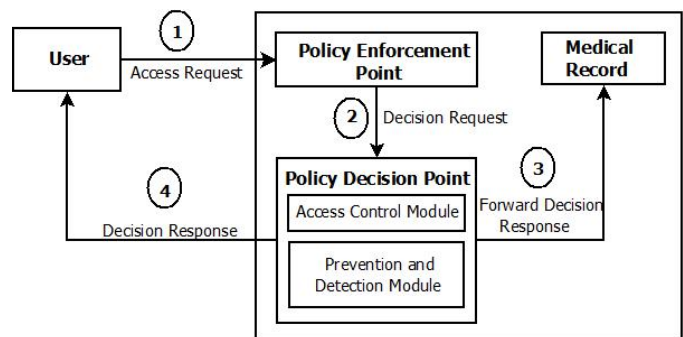 1
User
Access Request
Policy Enforcement
Point
Medical
Record
2
Decision Request
Policy Decision Point
Access Control Module
Prevention and
Detection Module
3
Forward Decision
Response
4
Decision Response